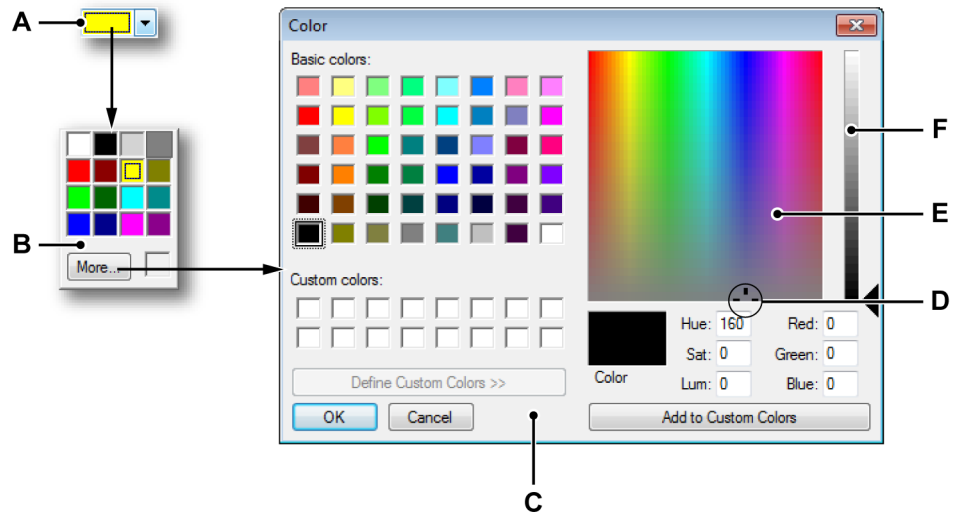 A
Color
Basic colors:
F
B
E
More...
Custom colors:
D
Hue: 160 Red: 0
Sat: 0 Green: 0
Color
Lum: 0 Blue: 0
Define Custom Colors >>
OK Cancel
Add to Custom Colors
C